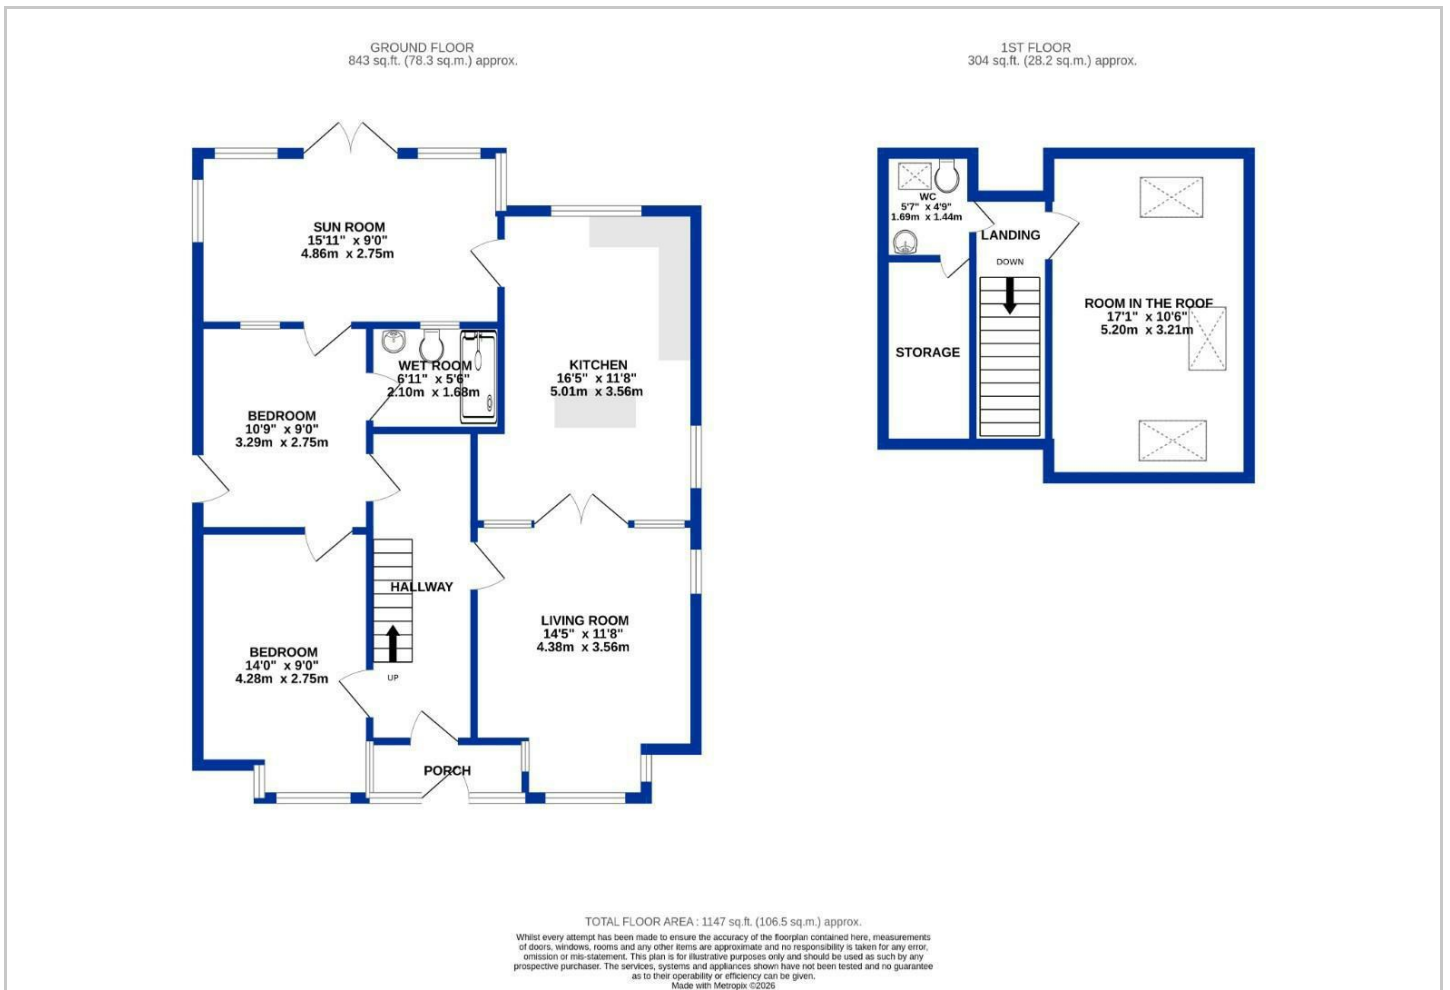 GROUND FLOOR
843 sq.ft. (78.3 sq.m.) approx.
1ST FLOOR
304 sq.ft. (28.2 sq.m.) approx.
SUN ROOM
15'11" x 9'0"
4.86m x 2.75m
WET ROOM
6'11" x 5'6"
2.10m x 1.68m
KITCHEN
16'5" x 11'8"
5.01m x 3.56m
BEDROOM
10'9" x 9'0"
3.29m x 2.75m
HALLWAY
UP
LIVING ROOM
14'5" x 11'8"
4.38m x 3.56m
BEDROOM
14'0" x 9'0"
4.28m x 2.75m
PORCH
WC
5'7" x 4'9"
1.69m x 1.44m
LANDING
DOWN
ROOM IN THE ROOF
17'1" x 10'6"
5.20m x 3.21m
STORAGE
TOTAL FLOOR AREA : 1147 sq.ft. (106.5 sq.m.) approx.
Whilst every attempt has been made to ensure the accuracy of the floorplan contained here, measurements
of doors, windows, rooms and any other items are approximate and no responsibility is taken for any error,
omission or mis-statement. This plan is for illustrative purposes only and should be used as such by any
prospective purchaser. The services, systems and appliances shown have not been tested and no guarantee
as to their operability or efficiency can be given.
Made with Metropix ©2026